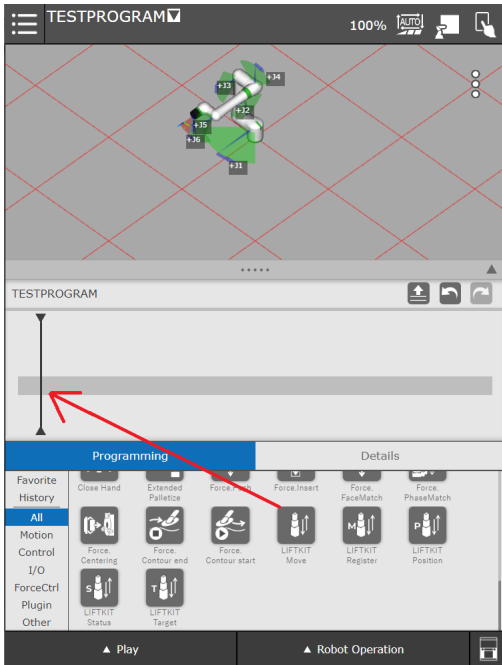 TESTPROGRAM
100%
AUTO
+J4
+J3
+J2
+J5
+J6
+J1
TESTPROGRAM
Programming
Details
Favorite
History
All
Motion
Control
I/O
ForceCtrl
Plugin
Other
Close Hand
Extended
Palletize
Force.Push
Force.Insert
Force.
FaceMatch
Force.
PhaseMatch
Force.
Centering
Force.
Contour end
Force.
Contour start
LIFTKIT
Move
M
LIFTKIT
Register
P
LIFTKIT
Position
S
LIFTKIT
Status
T
LIFTKIT
Target
▲ Play
▲ Robot Operation